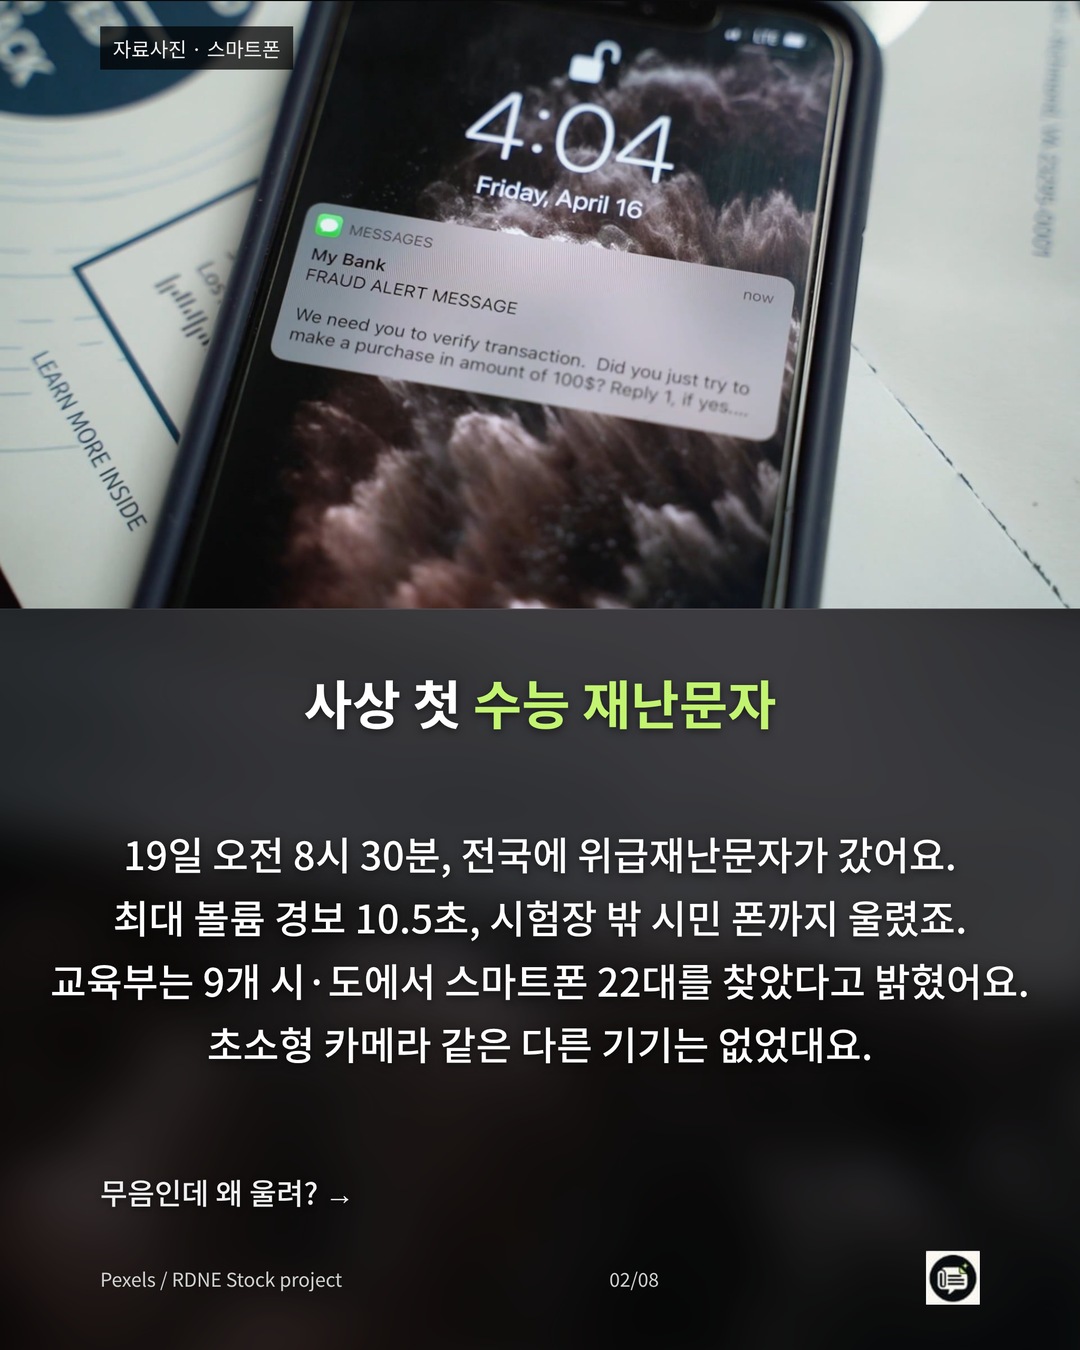 자료사진 · 스마트폰
LTE
4:04
Friday, April 16
MESSAGES
now
My Bank
FRAUD ALERT MESSAGE
We need you to verify transaction. Did you just try to
make a purchase in amount of 100$? Reply 1, if yes....
LEARN MORE INSIDE
사상 첫 수능 재난문자
19일 오전 8시 30분, 전국에 위급재난문자가 갔어요.
최대 볼륨 경보 10.5초, 시험장 밖 시민 폰까지 울렸죠.
교육부는 9개 시·도에서 스마트폰 22대를 찾았다고 밝혔어요.
초소형 카메라 같은 다른 기기는 없었대요.
무음인데 왜 울려? →
Pexels / RDNE Stock project
02/08